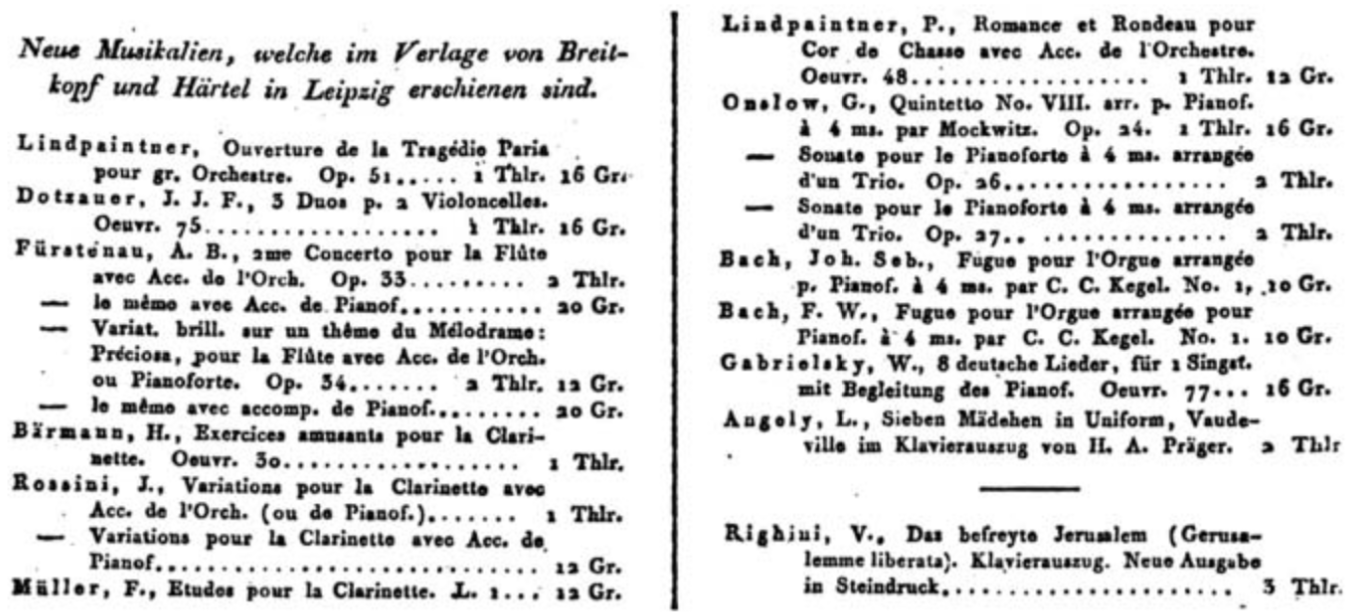 Neue Musikalien, welche im Verlage von Breit-
kopf und Härtel in Leipzig erschienen sind.
Lindpaintner, Ouverture de la Tragédie Paria
pour gr. Orchestre. Op. 51..... 1 Thlr. 16 Gr.
Dotzauer, J. J. F., 3 Duos p. 2 Violoncelles.
Oeuvr. 75.................. 1 Thlr. 16 Gr.
Fürstenau, A. B., 2me Concerto pour la Flûte
avec Acc. de l'Orch. Op. 33......... 2 Thlr.
— le même avec Acc. de Pianof........... 20 Gr.
— Variat. brill. sur un thême du Mélodrame:
Préciosa, pour la Flûte avec Acc. de l'Orch.
ou Pianoforte. Op. 34....... 2 Thlr. 12 Gr.
— le même avec accomp. de Pianof......... 20 Gr.
Bärmann, H., Exercices amusants pour la Clari-
nette. Oeuvr. 30.................. 1 Thlr.
Rossini, J., Variations pour la Clarinette avec
Acc. de l'Orch. (ou de Pianof.)....... 1 Thlr.
— Variations pour la Clarinette avec Acc. de
Pianof............................ 12 Gr.
Müller, F., Etudes pour la Clarinette. L. 1... 12 Gr.
Lindpaintner, P., Romance et Rondeau pour
Cor de Chasse avec Acc. de l'Orchestre.
Oeuvr. 48.................. 1 Thlr. 12 Gr.
Onslow, G., Quintetto No. VIII. arr. p. Pianof.
à 4 ms. par Mockwitz. Op. 24. 1 Thlr. 16 Gr.
— Sonate pour le Pianoforte à 4 ms. arrangée
d'un Trio. Op. 26................. 2 Thlr.
— Sonate pour le Pianoforte à 4 ms. arrangée
d'un Trio. Op. 27.. .............. 2 Thlr.
Bach, Joh. Seb., Fugue pour l'Orgue arrangée
p. Pianof. à 4 ms. par C. C. Kegel. No. 1, 10 Gr.
Bach, F. W., Fugue pour l'Orgue arrangée pour
Pianof. à 4 ms. par C. C. Kegel. No. 1. 10 Gr.
Gabrielsky, W., 8 deutsche Lieder, für 1 Singst.
mit Begleitung des Pianof. Oeuvr. 77... 16 Gr.
Angely, L., Sieben Mädchen in Uniform, Vaude-
ville im Klavierauszug von H. A. Präger. 2 Thlr
Righini, V., Das befreyte Jerusalem (Gerusa-
lemme liberata). Klavierauszug. Neue Ausgabe
in Steindruck...................... 3 Thlr.